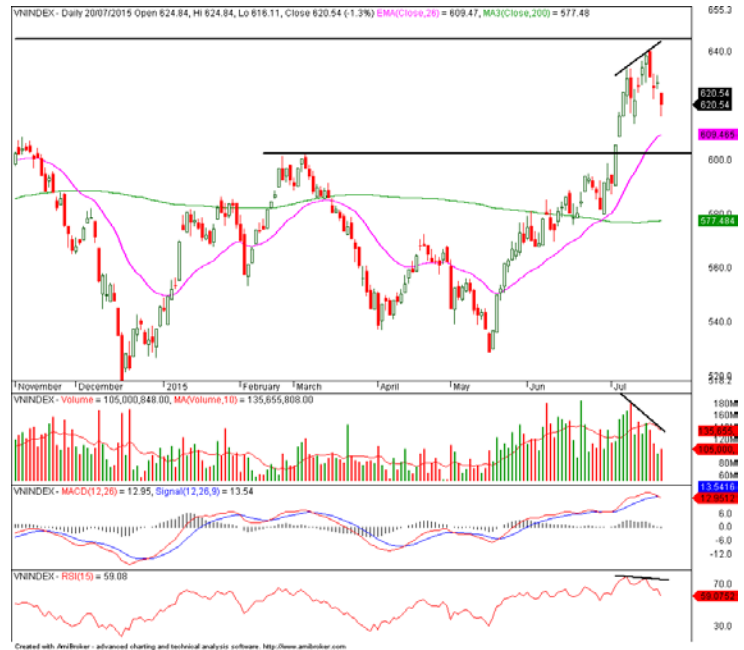 VNINDEX - Daily 20/07/2015 Open 624.84, Hi 624.84, Lo 616.11, Close 620.54 (-1.3%) EMA(Close,26) = 609.47, MA3(Close,200) = 577.48
655.3
640.0
620.54
620.54
609.465
600.0
580.0
577.484
560.0
540.0
520.0
518.2
November December 2015 February March April May Jun Jul
VNINDEX - Volume = 105,000,848.00, MA(Volume,10) = 135,655,808.00
180M
160M
135,655,
120M
105,000,
80M
60M
VNINDEX - MACD(12,26) = 12.95, Signal(12,26,9) = 13.54
13.5416
12.9512
6.0
0.0
-6.0
-12.0
VNINDEX - RSI(15) = 59.08
70.0
59.0752
30.0
Created with AmiBroker - advanced charting and technical analysis software. http://www.amibroker.com